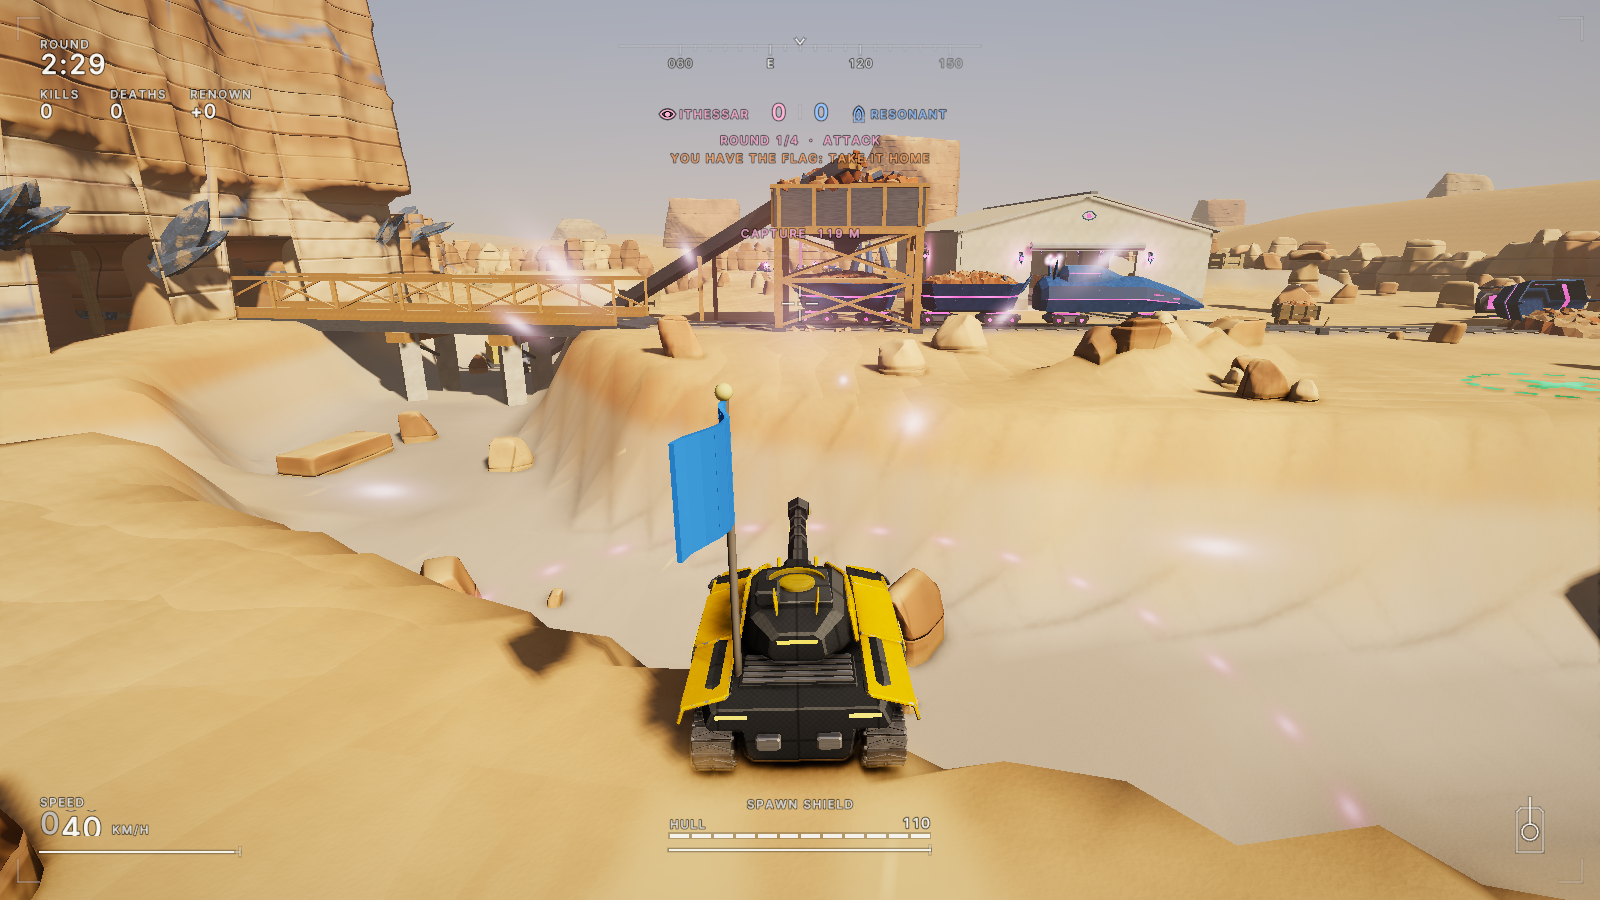 ROUND
2:29
KILLS DEATHS RENOWN
0 0 +0
060 E 120 150
ITHESSAR 0 0 RESONANT
ROUND 1/4 · ATTACK
YOU HAVE THE FLAG: TAKE IT HOME
CAPTURE 119 M
SPEED
040 KM/H
SPAWN SHIELD
HULL 110